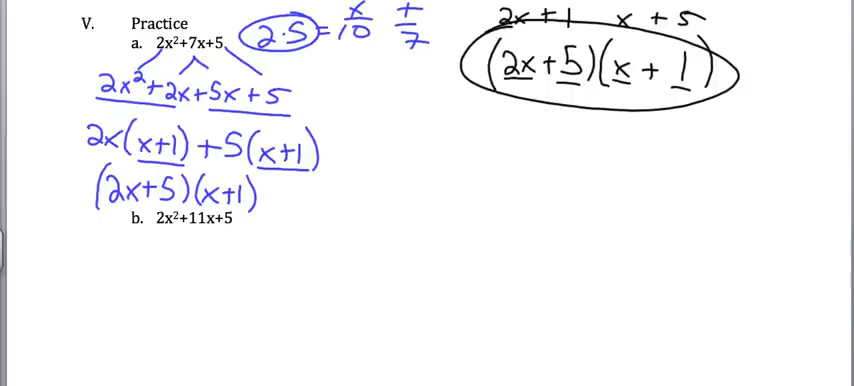 V. Practice
a. 2x²+7x+5
2·5 = x/10 +/7
2x²+2x+5x+5
2x(x+1)+5(x+1)
(2x+5)(x+1)
2x+1 x+5
(2x+5)(x+1)
b. 2x²+11x+5